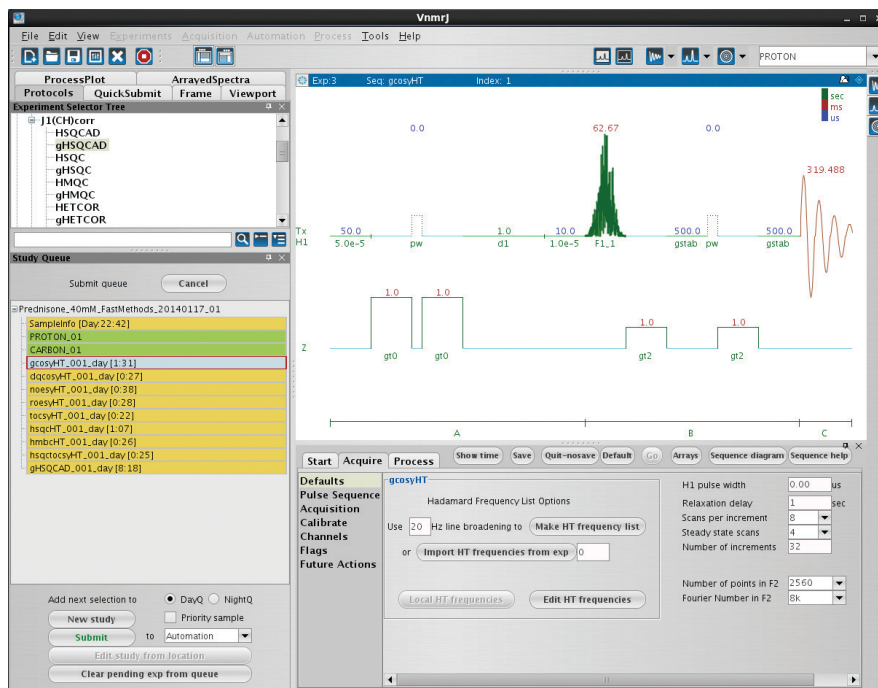 VnmrJ
File Edit View Experiments Acquisition Automation Process Tools Help
PROTON
ProcessPlot ArrayedSpectra
Protocols QuickSubmit Frame Viewport
Experiment Selector Tree
J1(CH)corr
HSQCAD
gHSQCAD
HSQC
gHSQC
HMQC
gHMQC
HETCOR
gHETCOR
Study Queue
Submit queue Cancel
Prednisone_40mM_FastMethods_20140117_01
SampleInfo [Day:22:42]
PROTON_01
CARBON_01
gcosyHT_001_day [1:31]
dqcosyHT_001_day [0:27]
noesyHT_001_day [0:38]
roesyHT_001_day [0:28]
tocsyHT_001_day [0:22]
hsqcHT_001_day [1:07]
hmbcHT_001_day [0:26]
hsqctocsyHT_001_day [0:25]
gHSQCAD_001_day [8:18]
Add next selection to DayQ NightQ
New study Priority sample
Submit to Automation
Edit study from location
Clear pending exp from queue
Exp:3 Seq: gcosyHT Index: 1
sec
ms
us
0.0 62.67 0.0
319.488
Tx 50.0 1.0 10.0 500.0 500.0
H1 5.0e-5 pw d1 1.0e-5 F1_1 gstab pw gstab
1.0 1.0 1.0 1.0
Z
gt0 gt0 gt2 gt2
A B C
Start Acquire Process Show time Save Quit-nosave Default Go Arrays Sequence diagram Sequence help
Defaults
Pulse Sequence
Acquisition
Calibrate
Channels
Flags
Future Actions
gcosyHT
Hadamard Frequency List Options
Use 20 Hz line broadening to Make HT frequency list
or Import HT frequencies from exp 0
Local HT frequencies Edit HT frequencies
H1 pulse width 0.00 us
Relaxation delay 1 sec
Scans per increment 8
Steady state scans 4
Number of increments 32
Number of points in F2 2560
Fourier Number in F2 8k